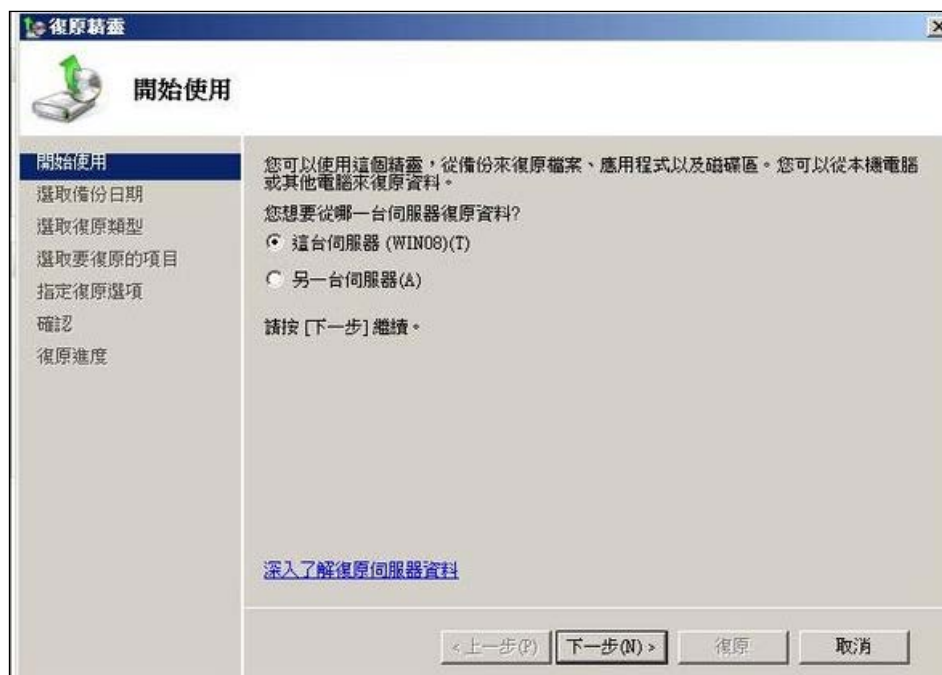 復原精靈
開始使用
開始使用
選取備份日期
選取復原類型
選取要復原的項目
指定復原選項
確認
復原進度
您可以使用這個精靈，從備份來復原檔案、應用程式以及磁碟區。您可以從本機電腦
或其他電腦來復原資料。
您想要從哪一台伺服器復原資料?
這台伺服器 (WIN08)(T)
另一台伺服器(A)
請按 [下一步] 繼續。
深入了解復原伺服器資料
<上一步(P)
下一步(N) >
復原
取消